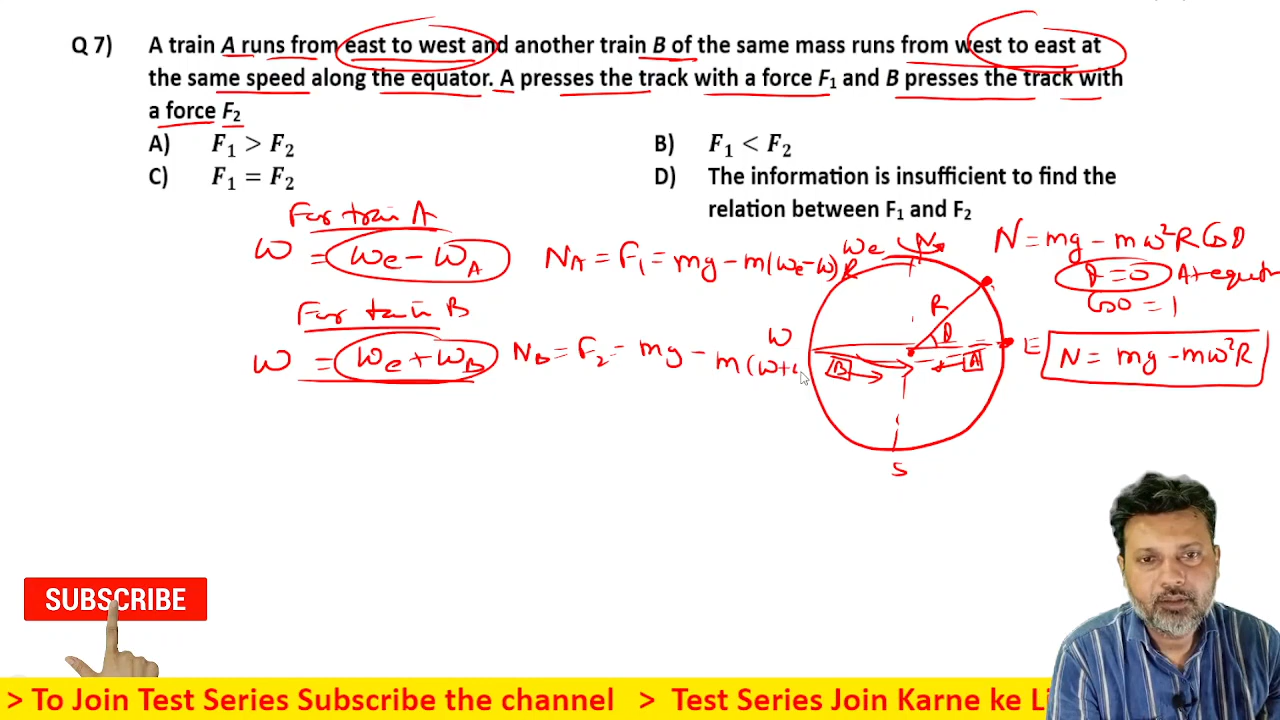 Q 7) A train A runs from east to west and another train B of the same mass runs from west to east at
the same speed along the equator. A presses the track with a force F₁ and B presses the track with
a force F₂
A) F₁ > F₂
B) F₁ < F₂
C) F₁ = F₂
D) The information is insufficient to find the
relation between F₁ and F₂
For train A
ω = ωe - ωA
NA = F₁ = mg - m(ωe-ω)R
For train B
ω = ωe + ωB
NB = F₂ = mg -
m(ω+
ωe N
R
θ
W
E
B
A
S
N = mg - mω²R Cosθ
θ = 0 At equat
Cos0 = 1
N = mg - mω²R
SUBSCRIBE
> To Join Test Series Subscribe the channel > Test Series Join Karne ke Li